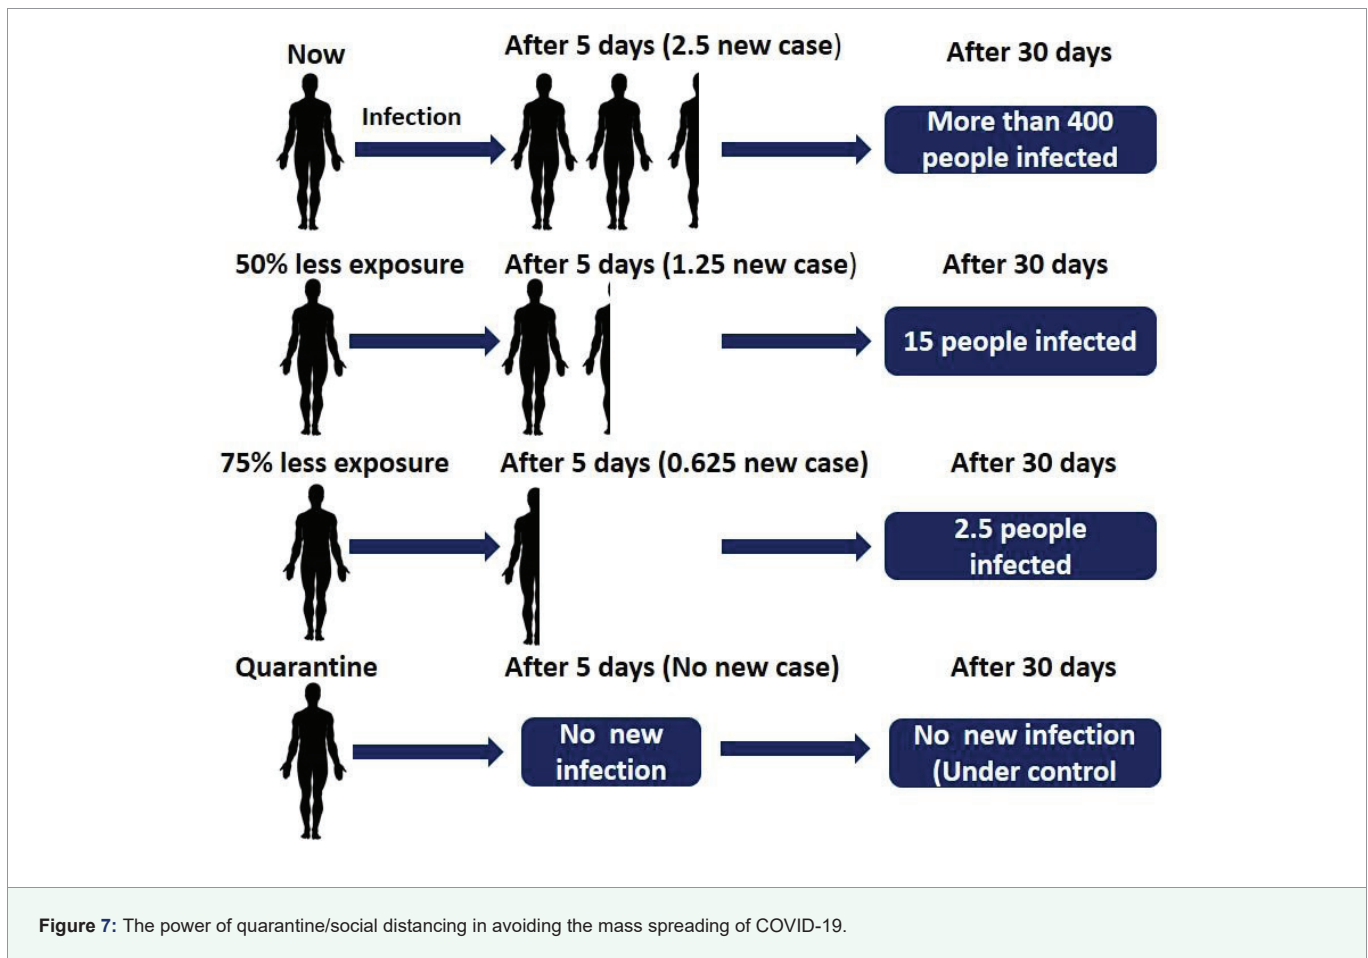 Now
After 5 days (2.5 new case)
After 30 days
Infection
More than 400
people infected
50% less exposure
After 5 days (1.25 new case)
After 30 days
15 people infected
75% less exposure
After 5 days (0.625 new case)
After 30 days
2.5 people
infected
Quarantine
After 5 days (No new case)
After 30 days
No new
infection
No new infection
(Under control
Figure 7: The power of quarantine/social distancing in avoiding the mass spreading of COVID-19.